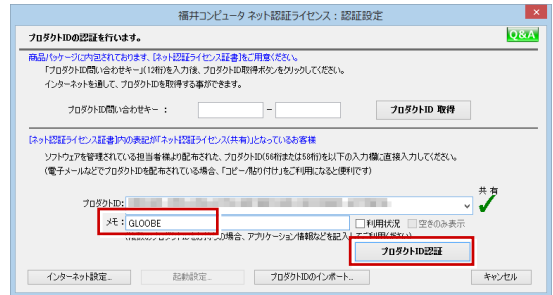 福井コンピュータ ネット認証ライセンス：認証設定
プロダクトIDの認証を行います。
Q&A
商品パッケージに内包されております、[ネット認証ライセンス証書]をご用意ください。
「プロダクトID問い合わせキー」(12桁)を入力後、プロダクトID取得ボタンをクリックしてください。
インターネットを通して、プロダクトIDを取得する事ができます。
プロダクトID問い合わせキー： － プロダクトID 取得
[ネット認証ライセンス証書]内の表記が「ネット認証ライセンス(共有)」となっているお客様
ソフトウェアを管理されている担当者様より配布された、プロダクトID(56桁または58桁)を以下の入力欄に直接入力してください。
(電子メールなどでプロダクトIDを配布されている場合、「コピー/貼り付け」をご利用になると便利です)
共有
プロダクトID:
メモ： GLOOBE 利用状況 空きのみ表示
場合、アプリケーション情報などを記入
プロダクトID認証
インターネット設定... 起動設定... プロダクトIDのインポート... キャンセル